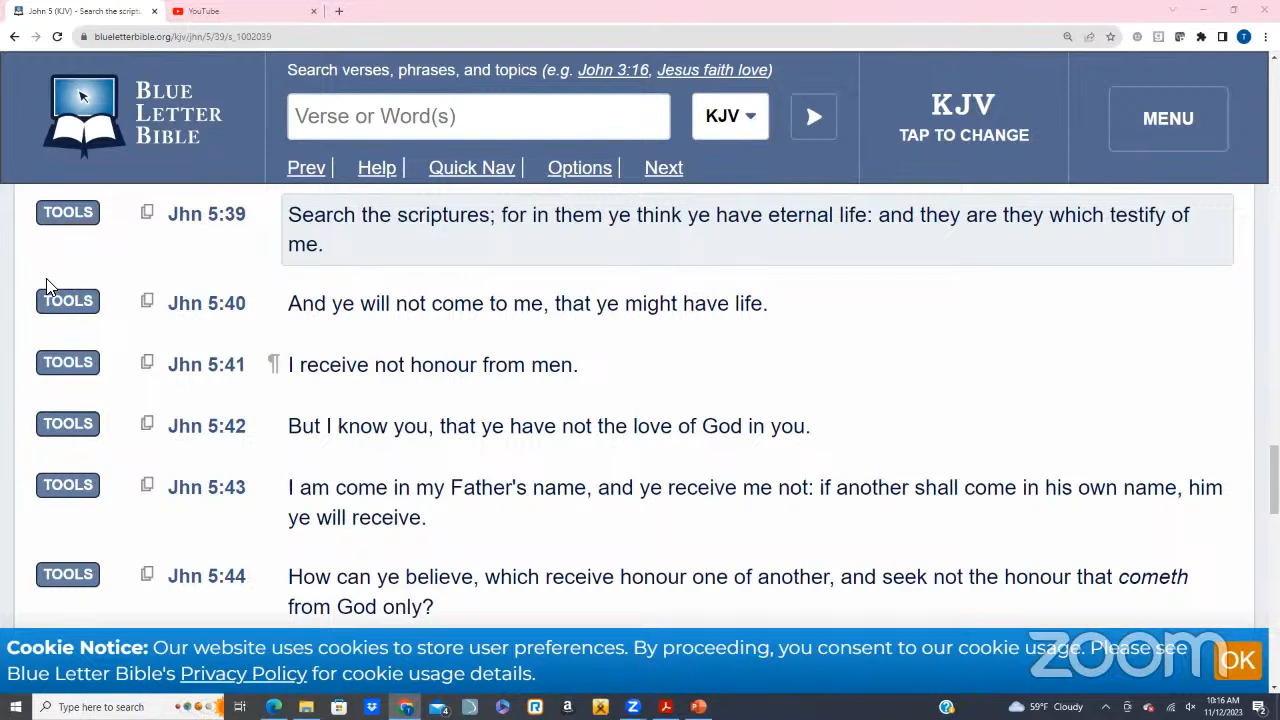 John 5 (KJV) - Search the script:
YouTube
blueletterbible.org/kjv/jhn/5/39/s_1002039
Search verses, phrases, and topics (e.g. John 3:16, Jesus faith love)
BLUE LETTER BIBLE
Verse or Word(s)
KJV
KJV
TAP TO CHANGE
MENU
Prev | Help | Quick Nav | Options | Next
TOOLS Jhn 5:39 Search the scriptures; for in them ye think ye have eternal life: and they are they which testify of
me.
TOOLS Jhn 5:40 And ye will not come to me, that ye might have life.
TOOLS Jhn 5:41 ¶ I receive not honour from men.
TOOLS Jhn 5:42 But I know you, that ye have not the love of God in you.
TOOLS Jhn 5:43 I am come in my Father's name, and ye receive me not: if another shall come in his own name, him
ye will receive.
TOOLS Jhn 5:44 How can ye believe, which receive honour one of another, and seek not the honour that cometh
from God only?
Cookie Notice: Our website uses cookies to store user preferences. By proceeding, you consent to our cookie usage. Please see
Blue Letter Bible's Privacy Policy for cookie usage details.
OK
zoom
Type here to search
59°F Cloudy
10:16 AM
11/12/2023